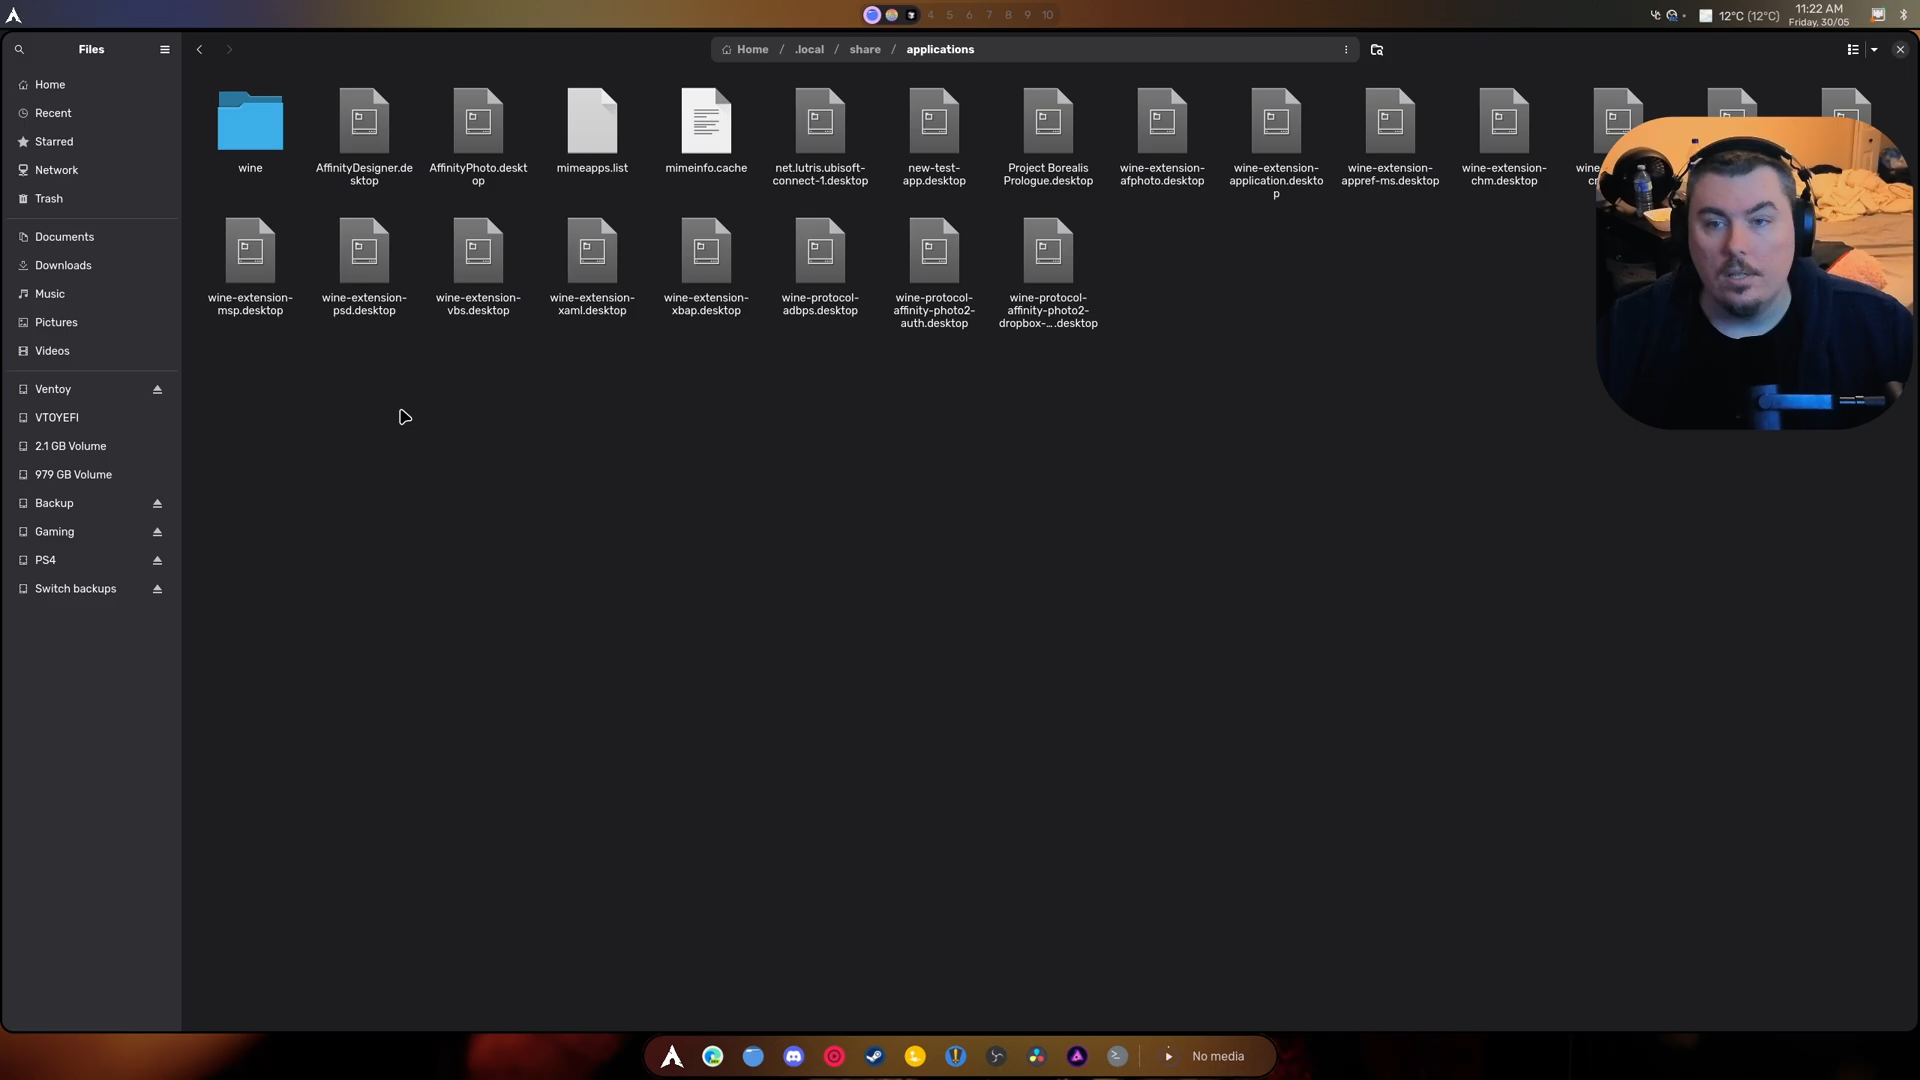 11:22 AM
4 5 6 7 8 9 10
12°C (12°C)
Friday, 30/05
Files
Home / .local / share / applications
Home
Recent
Starred
Network
Trash
Documents
Downloads
Music
Pictures
Videos
Ventoy
VTOYEFI
2.1 GB Volume
979 GB Volume
Backup
Gaming
PS4
Switch backups
wine
AffinityDesigner.de
sktop
AffinityPhoto.deskt
op
mimeapps.list
mimeinfo.cache
net.lutris.ubisoft-
connect-1.desktop
new-test-
app.desktop
Project Borealis
Prologue.desktop
wine-extension-
afphoto.desktop
wine-extension-
application.deskto
p
wine-extension-
appref-ms.desktop
wine-extension-
chm.desktop
wine-extension-
msp.desktop
wine-extension-
psd.desktop
wine-extension-
vbs.desktop
wine-extension-
xaml.desktop
wine-extension-
xbap.desktop
wine-protocol-
adbps.desktop
wine-protocol-
affinity-photo2-
auth.desktop
wine-protocol-
affinity-photo2-
dropbox-....desktop
No media